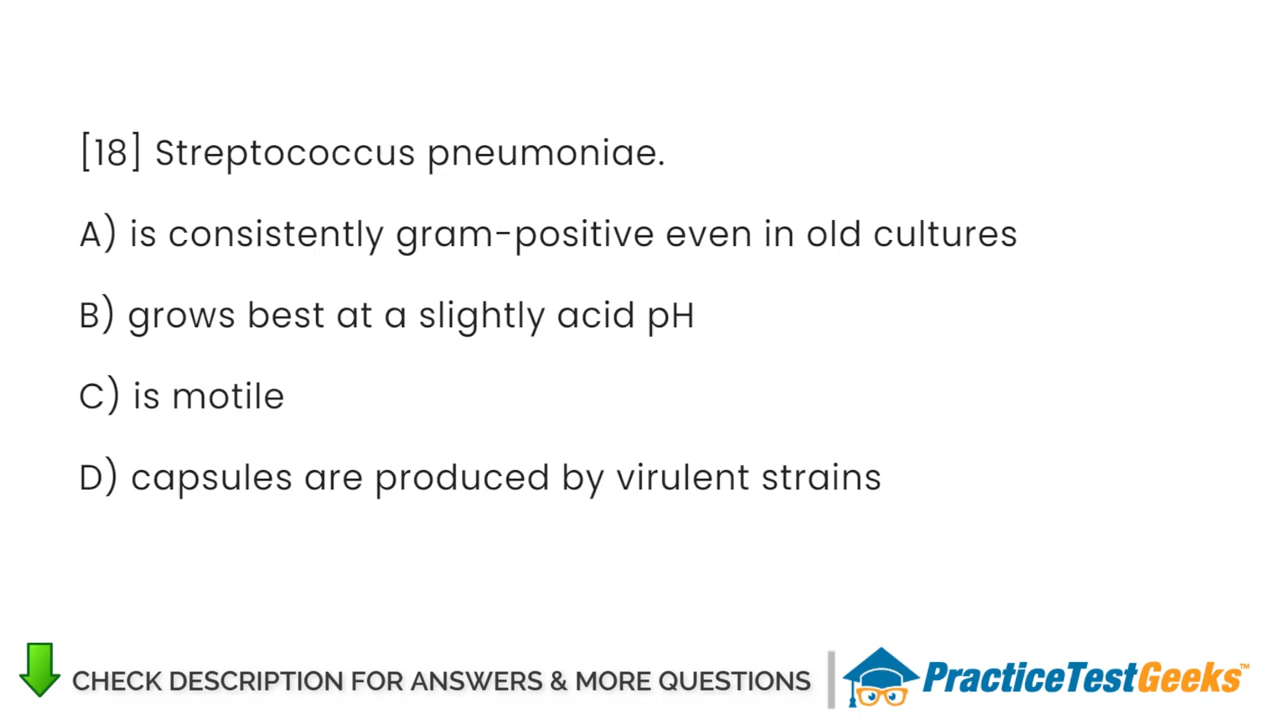 [18] Streptococcus pneumoniae.
A) is consistently gram-positive even in old cultures
B) grows best at a slightly acid pH
C) is motile
D) capsules are produced by virulent strains
CHECK DESCRIPTION FOR ANSWERS & MORE QUESTIONS
PracticeTestGeeks™